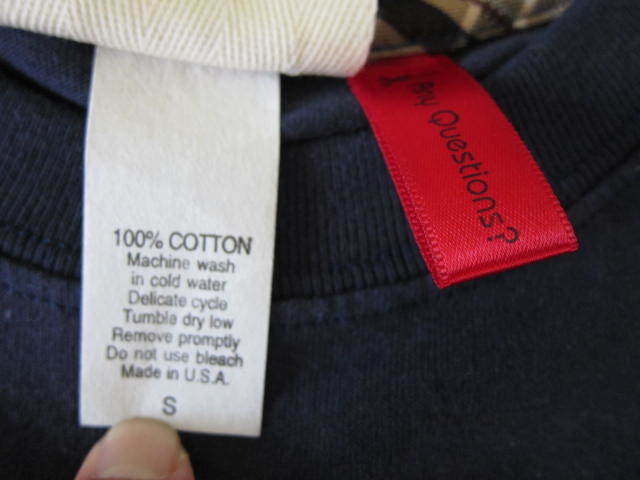 100% COTTON
Machine wash
in cold water
Delicate cycle
Tumble dry low
Remove promptly
Do not use bleach
Made in U.S.A.
S
Questions?